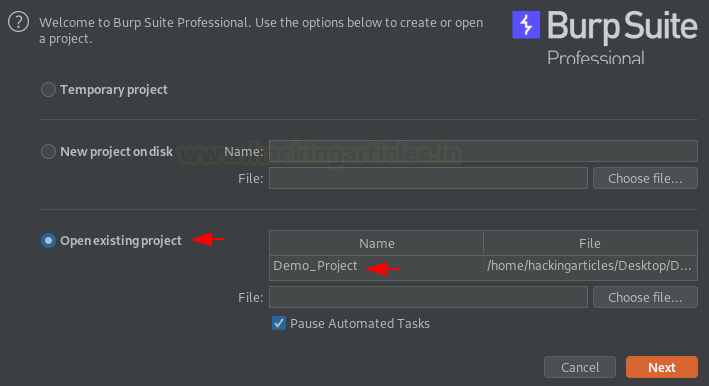 Welcome to Burp Suite Professional. Use the options below to create or open
a project.
Burp Suite
Professional
Temporary project
New project on disk
Name:
www.hackingarticles.in
File:
Choose file...
Open existing project
Name
File
Demo_Project
/home/hackingarticles/Desktop/D...
File:
Choose file...
Pause Automated Tasks
Cancel
Next